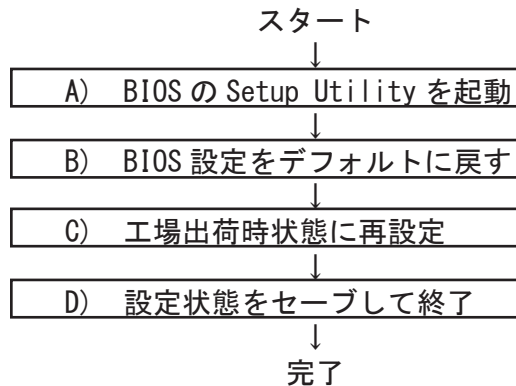 スタート
↓
A) BIOS の Setup Utility を起動
↓
B) BIOS 設定をデフォルトに戻す
↓
C) 工場出荷時状態に再設定
↓
D) 設定状態をセーブして終了
↓
完了